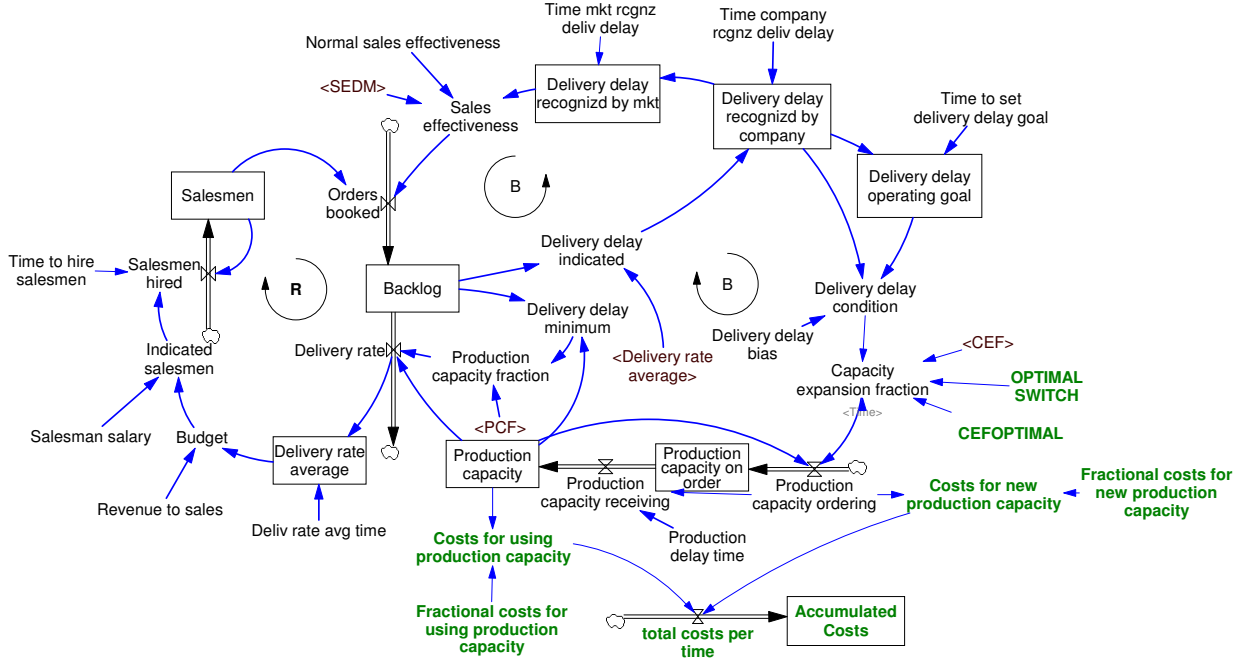 Time mkt rcgnz
deliv delay
Time company
rcgnz deliv delay
Normal sales effectiveness
<SEDM>
Sales
effectiveness
Delivery delay
recognizd by mkt
Delivery delay
recognizd by
company
Time to set
delivery delay goal
Delivery delay
operating goal
Salesmen
Orders
booked
B
Time to hire
salesmen
Salesmen
hired
R
Backlog
Delivery delay
indicated
B
Delivery delay
condition
Delivery delay
minimum
Delivery delay
bias
Indicated
salesmen
Delivery rate
Production
capacity fraction
<Delivery rate
average>
<CEF>
Capacity
expansion fraction
<Time>
OPTIMAL
SWITCH
CEFOPTIMAL
Salesman salary
Budget
Delivery rate
average
<PCF>
Production
capacity
Production
capacity on
order
Production
capacity receiving
Production
capacity ordering
Costs for new
production capacity
Fractional costs for
new production
capacity
Revenue to sales
Deliv rate avg time
Production
delay time
Costs for using
production capacity
Fractional costs for
using production
capacity
total costs per
time
Accumulated
Costs